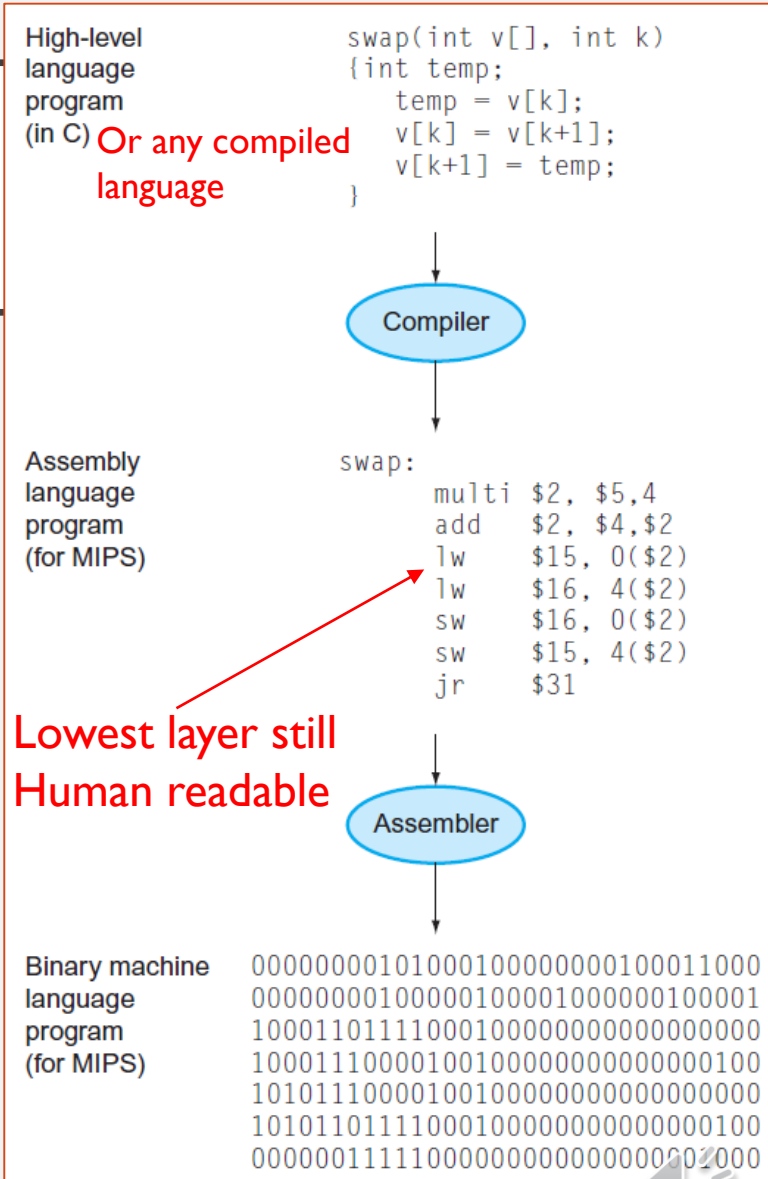 High-level
language
program
(in C)
Or any compiled
language
swap(int v[], int k)
{int temp;
temp = v[k];
v[k] = v[k+1];
v[k+1] = temp;
}
Compiler
Assembly
language
program
(for MIPS)
swap:
multi $2, $5,4
add $2, $4,$2
lw $15, 0($2)
lw $16, 4($2)
sw $16, 0($2)
sw $15, 4($2)
jr $31
Lowest layer still
Human readable
Assembler
Binary machine
language
program
(for MIPS)
00000000101000100000000100011000
00000000100000100001000000100001
10001101111000100000000000000000
10001110000100100000000000000100
10101110000100100000000000000000
10101101111000100000000000000100
00000011111000000000000000001000